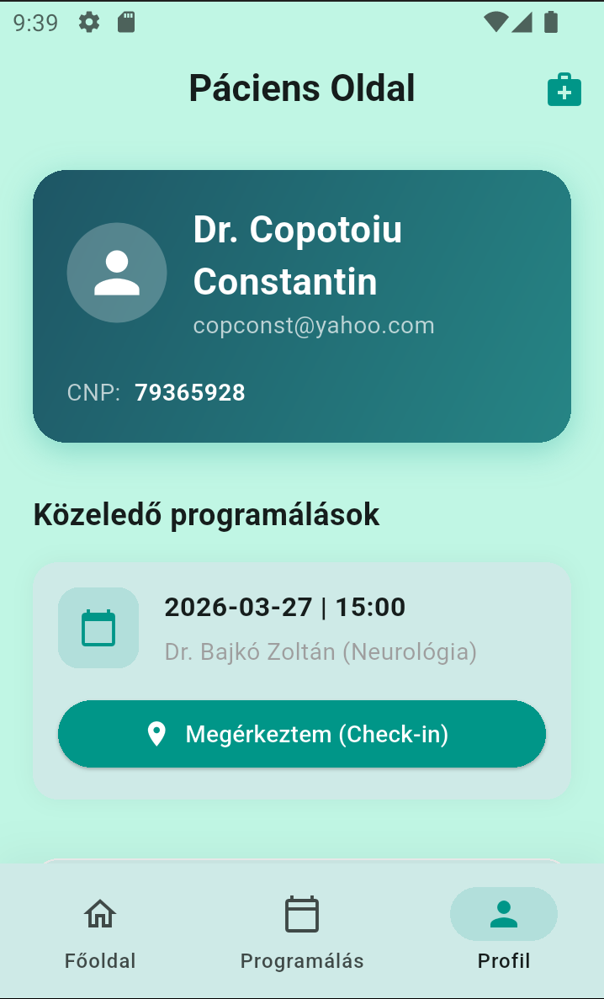 9:39
Páciens Oldal
Dr. Copotoiu
Constantin
copconst@yahoo.com
CNP: 79365928
Közeledő programálások
2026-03-27 | 15:00
Dr. Bajkó Zoltán (Neurológia)
Megérkeztem (Check-in)
Főoldal Programálás Profil